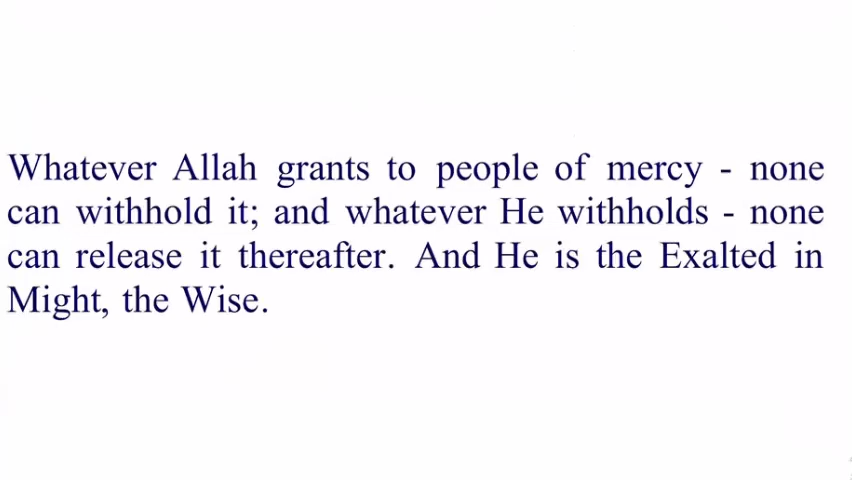 Whatever Allah grants to people of mercy - none
can withhold it; and whatever He withholds - none
can release it thereafter. And He is the Exalted in
Might, the Wise.